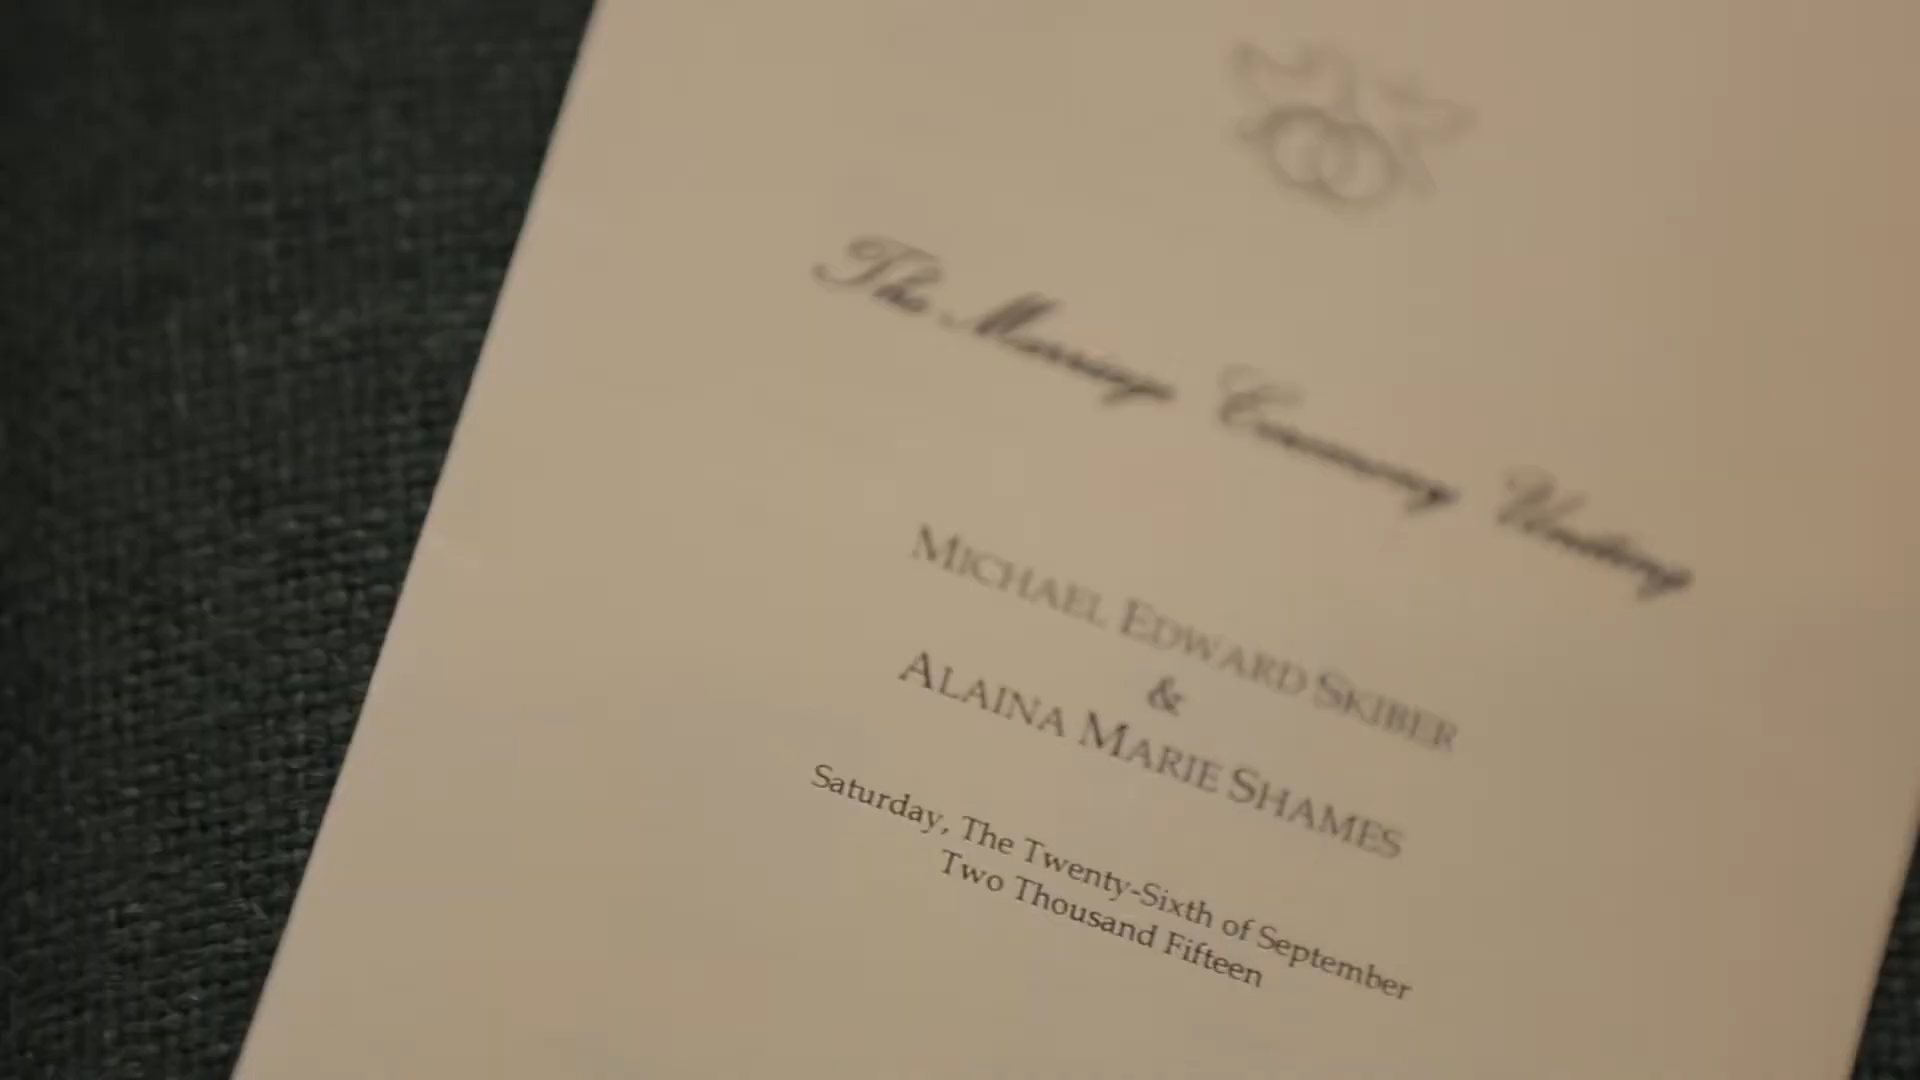 The Marriage Ceremony Uniting
MICHAEL EDWARD SKIBER
&
ALAINA MARIE SHAMES
Saturday, The Twenty-Sixth of September
Two Thousand Fifteen